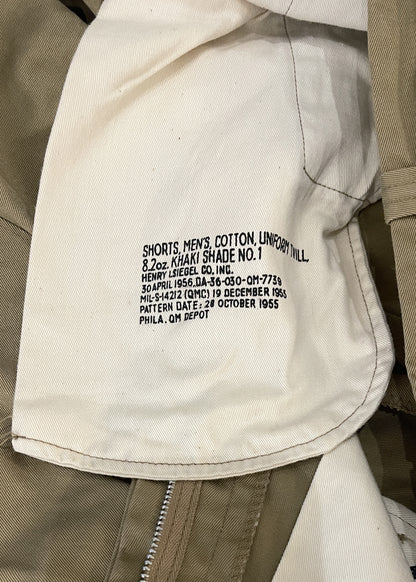 SHORTS, MEN'S, COTTON, UNIFORM TWILL,
8.2oz. KHAKI SHADE NO.1
HENRY I.SIEGEL CO, INC.
30 APRIL 1956,DA-36-030-QM-7739
MIL-S-14212 (QMC) 19 DECEMBER 1955
PATTERN DATE: 28 OCTOBER 1955
PHILA. QM DEPOT